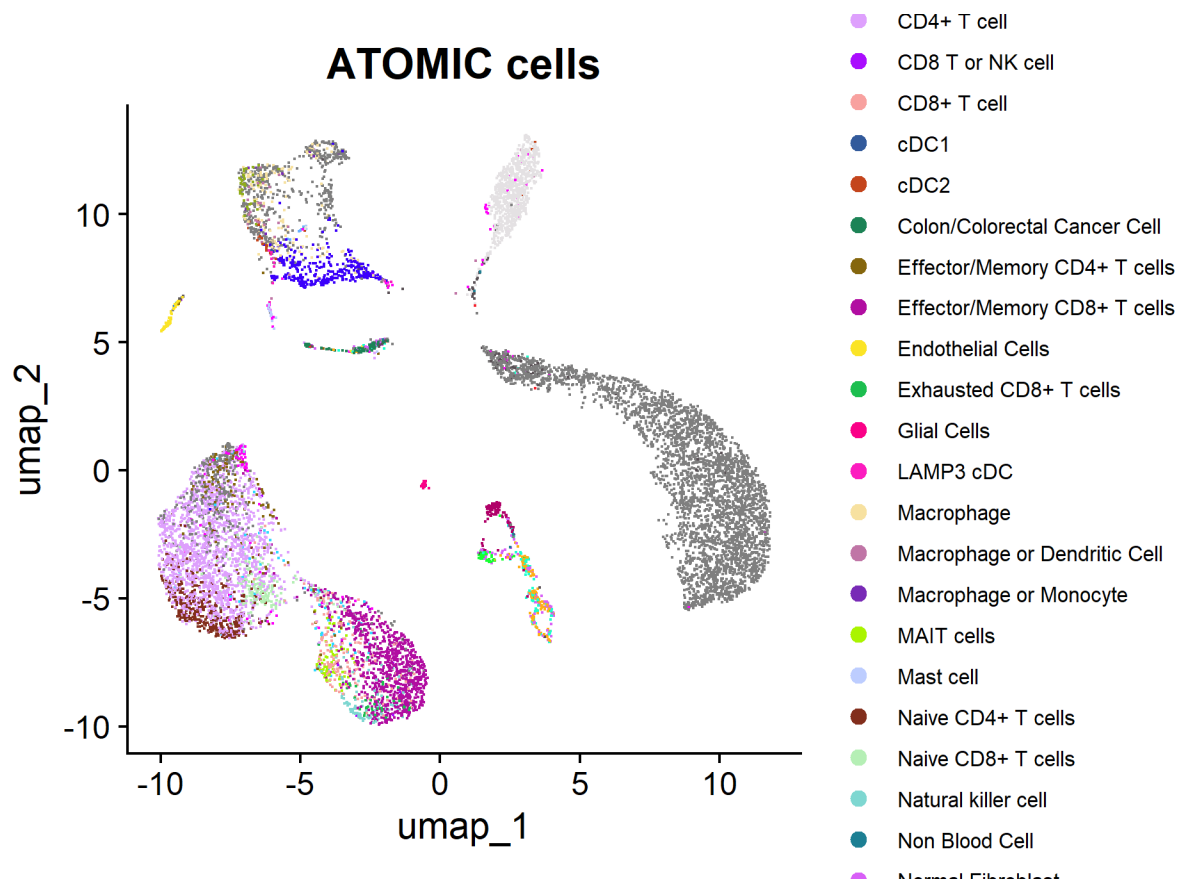 ATOMIC cells
umap_2
10
5
0
-5
-10
-10
-5
0
5
10
umap_1
CD4+ T cell
CD8 T or NK cell
CD8+ T cell
cDC1
cDC2
Colon/Colorectal Cancer Cell
Effector/Memory CD4+ T cells
Effector/Memory CD8+ T cells
Endothelial Cells
Exhausted CD8+ T cells
Glial Cells
LAMP3 cDC
Macrophage
Macrophage or Dendritic Cell
Macrophage or Monocyte
MAIT cells
Mast cell
Naive CD4+ T cells
Naive CD8+ T cells
Natural killer cell
Non Blood Cell
Normal Fibroblast